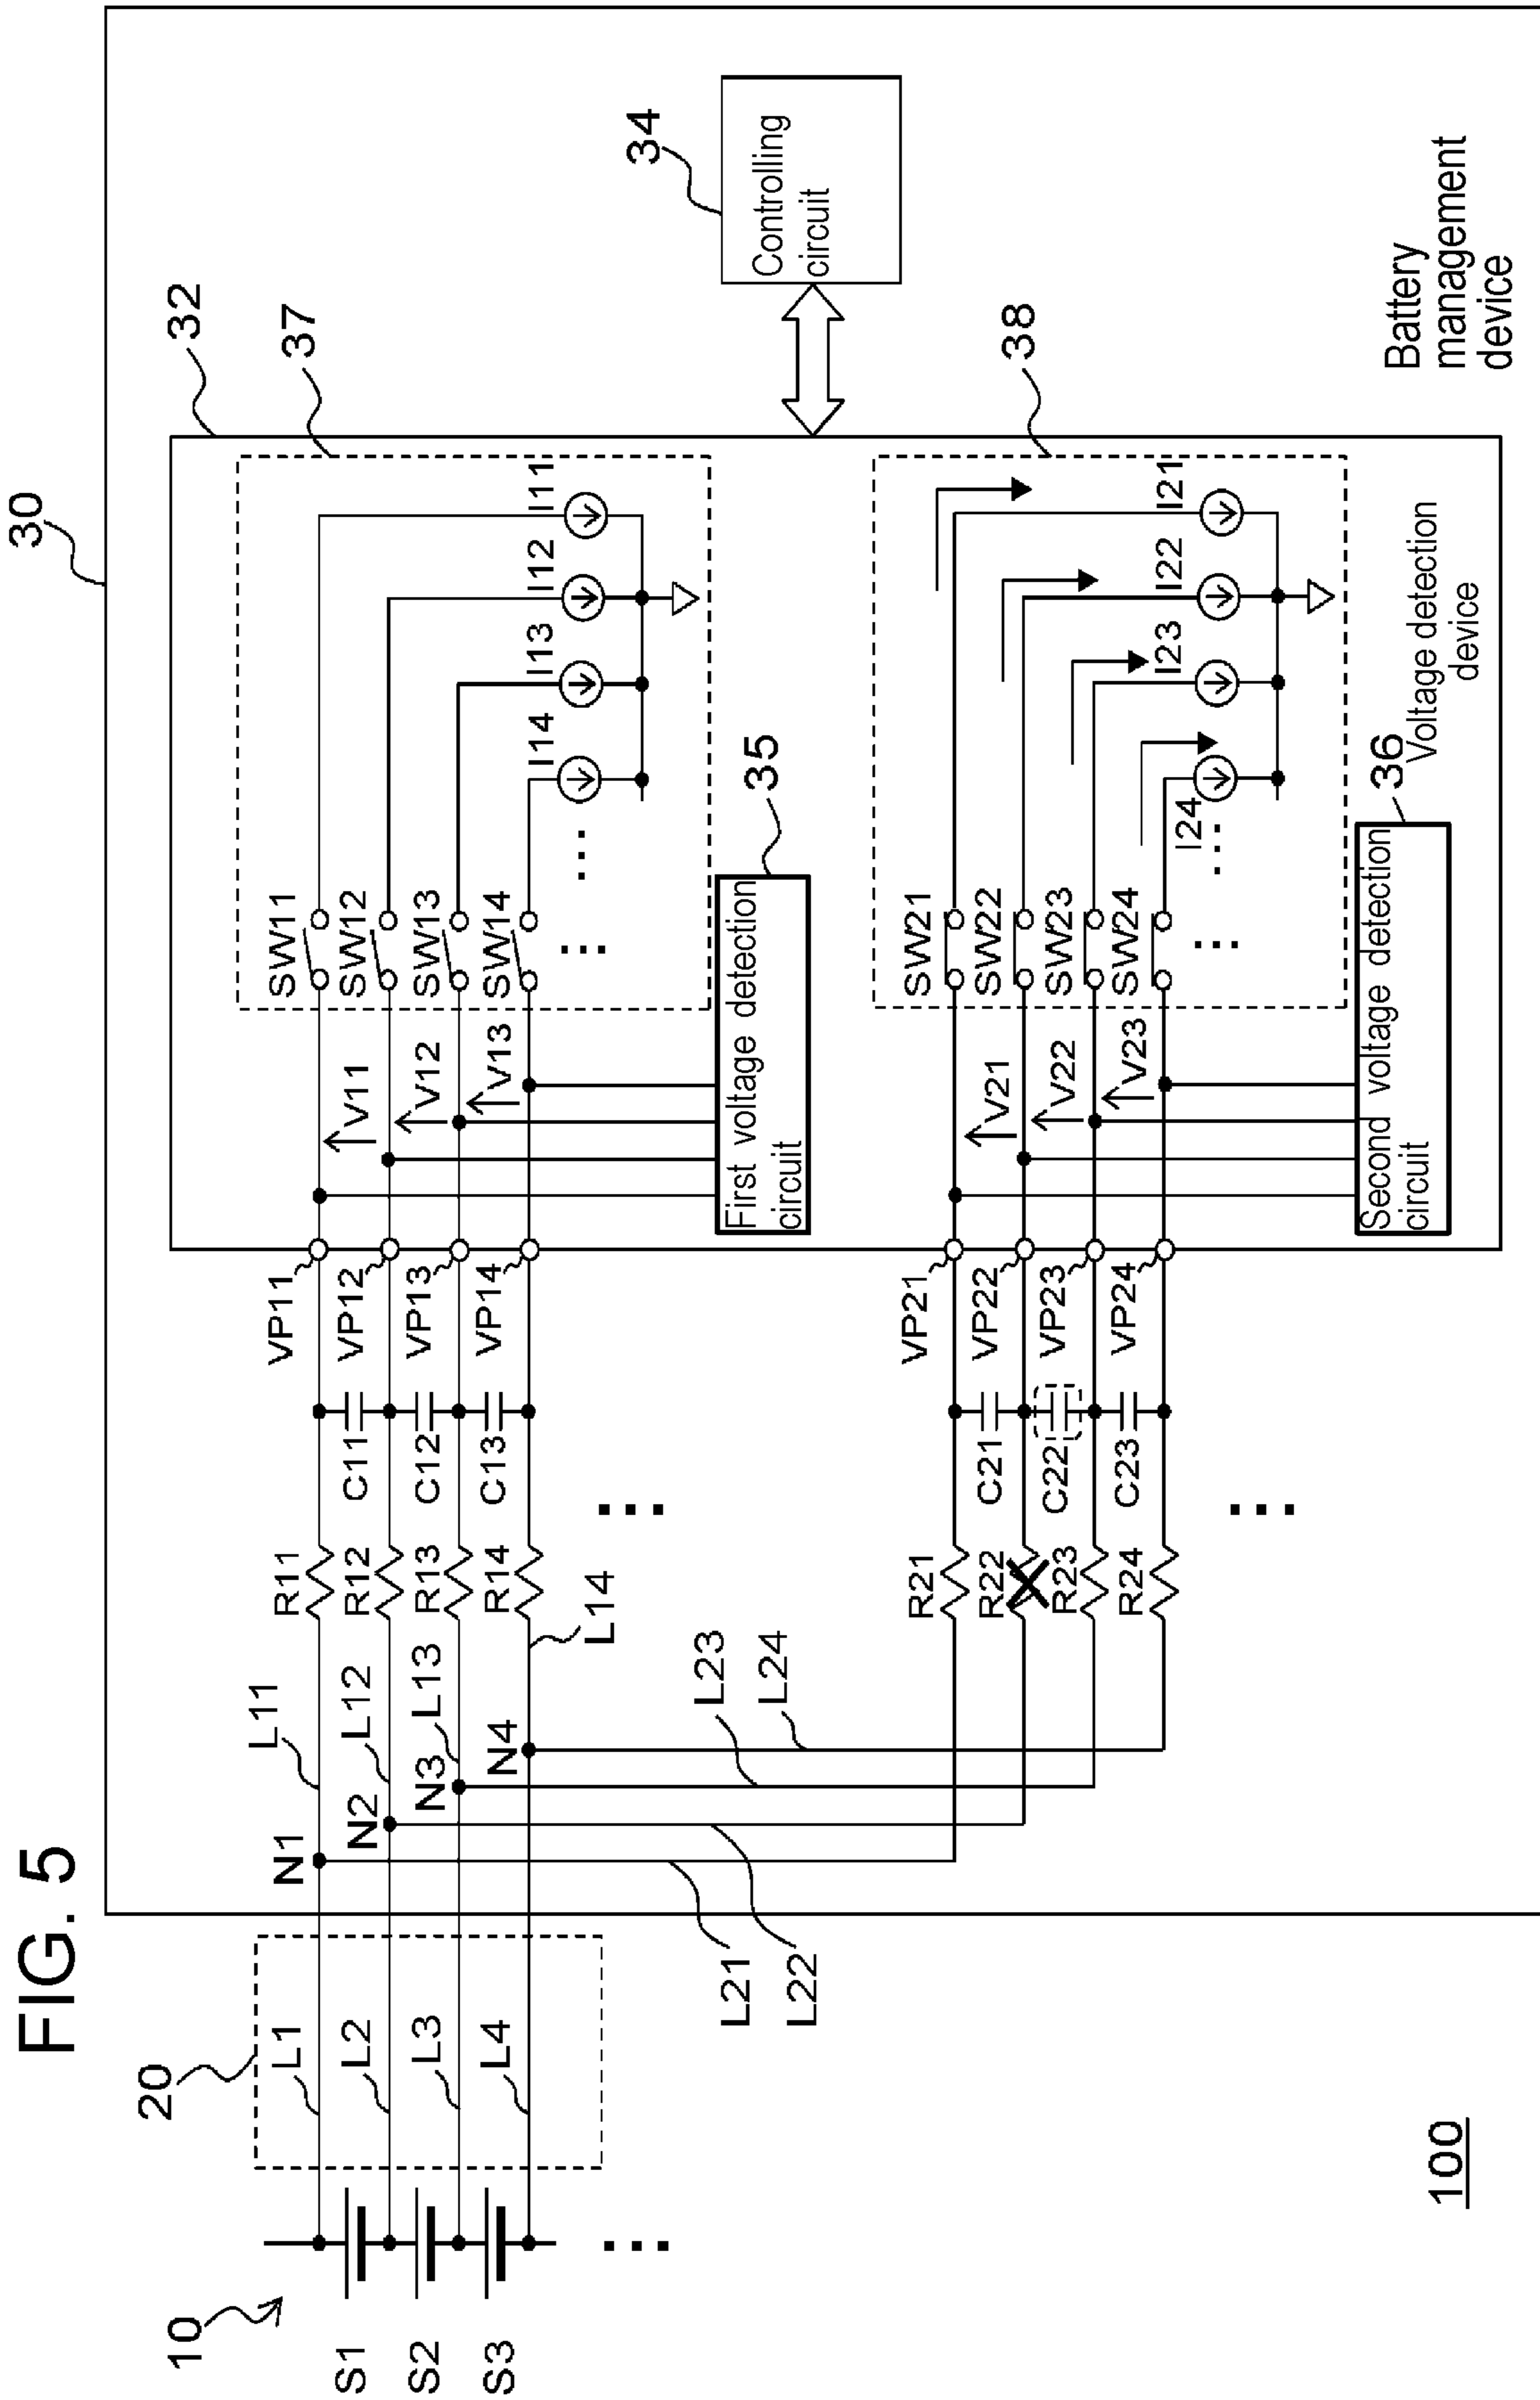 FIG. 5
30
32
37
20
10
S1
S2
S3
L1
L2
L3
L4
N1
N2
N3
N4
L11
L12
L13
L14
L21
L22
L23
L24
R11
R12
R13
R14
C11
C12
C13
VP11
VP12
VP13
VP14
V11
V12
V13
SW11
SW12
SW13
SW14
I11
I12
I13
I14
First voltage detection
circuit
35
34
Controlling
circuit
R21
R22
R23
R24
C21
C22
C23
VP21
VP22
VP23
VP24
V21
V22
V23
SW21
SW22
SW23
SW24
I21
I22
I23
I24
38
Second voltage detection
circuit
36
Voltage detection
device
Battery
management
device
100